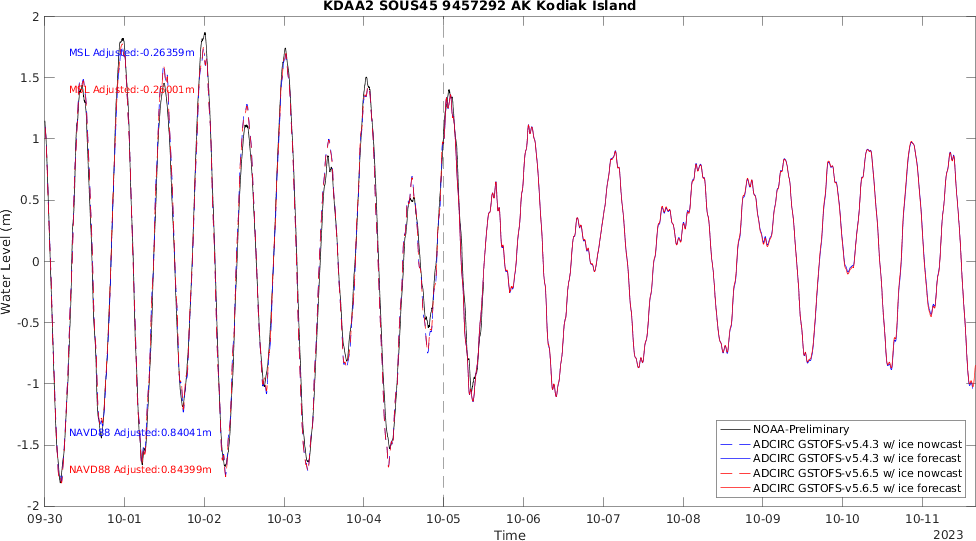 KDAA2 SOUS45 9457292 AK Kodiak Island
2
1.5
1
0.5
0
-0.5
-1
-1.5
-2
Water Level (m)
MSL Adjusted:-0.26359m
NAVD88 Adjusted:0.84041m
NAVD88 Adjusted:0.84399m
NOAA-Preliminary
ADCIRC GSTOFS-v5.4.3 w/ ice nowcast
ADCIRC GSTOFS-v5.4.3 w/ ice forecast
ADCIRC GSTOFS-v5.6.5 w/ ice nowcast
ADCIRC GSTOFS-v5.6.5 w/ ice forecast
09-30 10-01 10-02 10-03 10-04 10-05 10-06 10-07 10-08 10-09 10-10 10-11
Time
2023